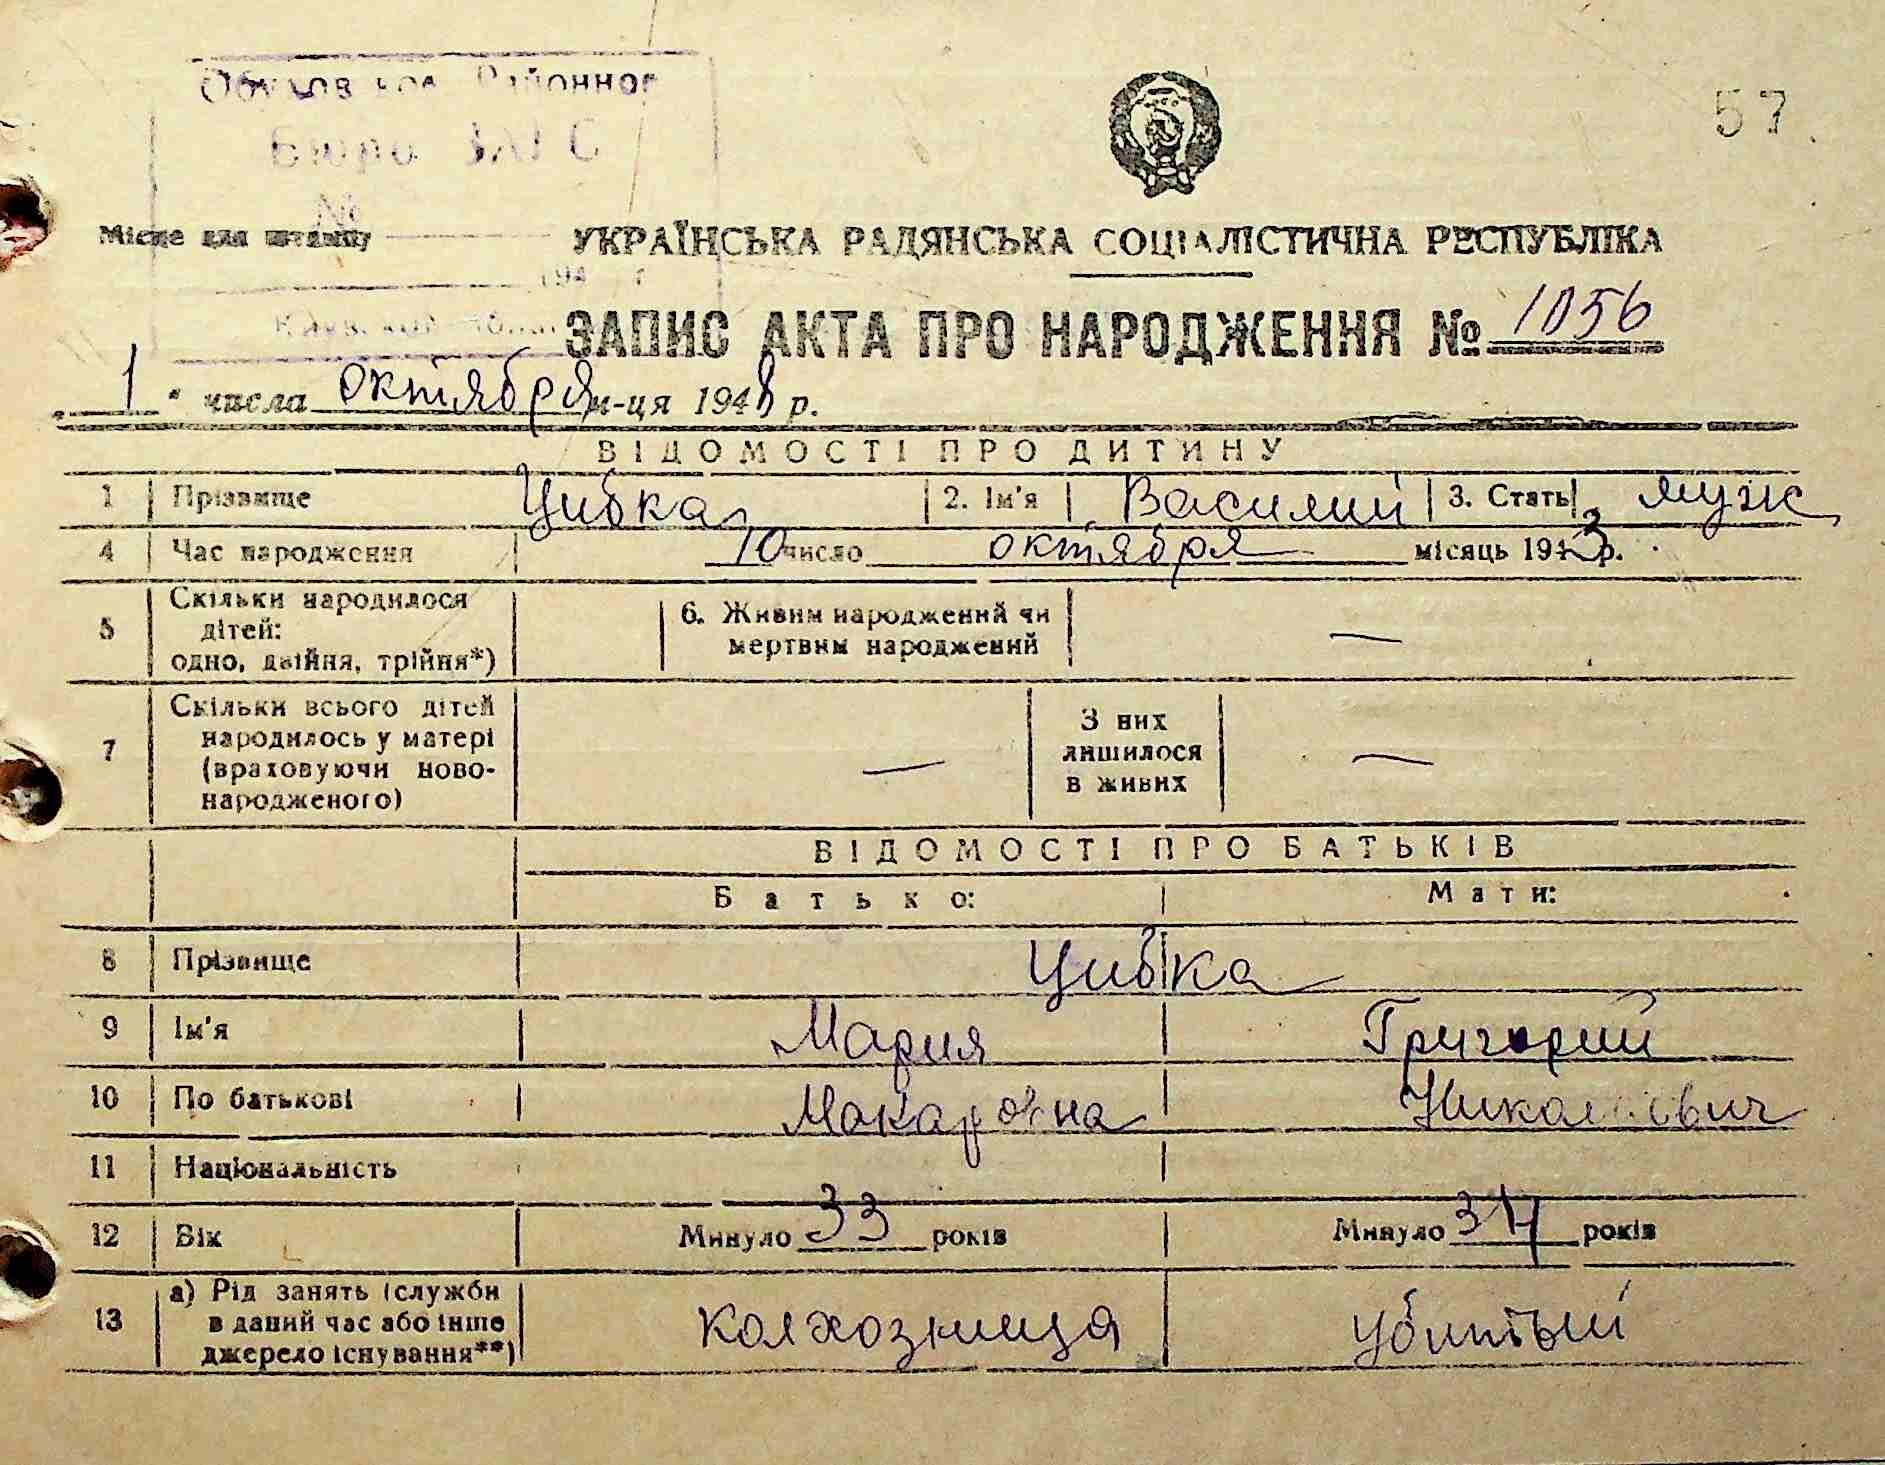 Районног
Бюро ЗАГС
№
57
Місце для штампу
УКРАЇНСЬКА РАДЯНСЬКА СОЦІАЛІСТИЧНА РЕСПУБЛІКА
194 г
ЗАПИС АКТА ПРО НАРОДЖЕННЯ № 1056
1 " числа октября м-ця 1948 р.
ВІДОМОСТІ ПРО ДИТИНУ
1 Прізвище Цибка 2. Ім'я Василий 3. Стать муж
4 Час народження 10 число октября місяць 1943 р.
5 Скільки народилося дітей: одно, двійня, трійня*) 6. Живим народжений чи мертвим народжений —
7 Скільки всього дітей народилось у матері (враховуючи ново-народженого) — З них лишилося в живих —
ВІДОМОСТІ ПРО БАТЬКІВ
Батько: Мати:
8 Прізвище Цибка
9 Ім'я Мария Григорий
10 По батькові Макаровна Николаевич
11 Національність
12 Вік Минуло 33 років Минуло 34 років
13 а) Рід занять (служби в даний час або інше джерело існування**) колхозница убитый